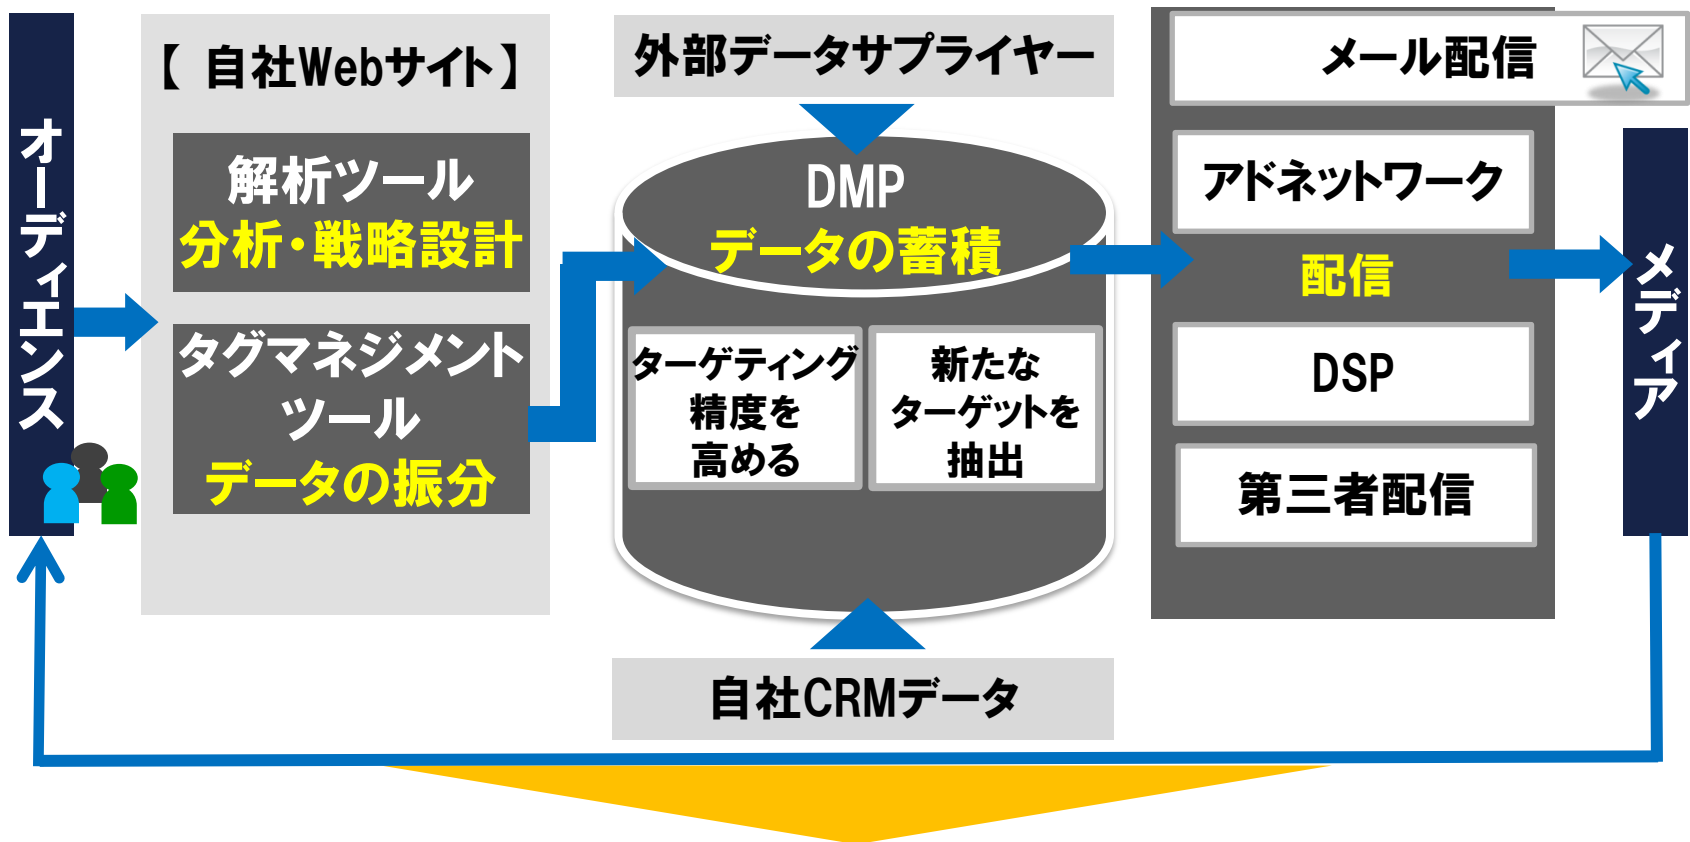 オーディエンス
【 自社Webサイト】
解析ツール
分析・戦略設計
タグマネジメント
ツール
データの振分
外部データサプライヤー
DMP
データの蓄積
ターゲティング
精度を
高める
新たな
ターゲットを
抽出
自社CRMデータ
メール配信
アドネットワーク
配信
DSP
第三者配信
メディア